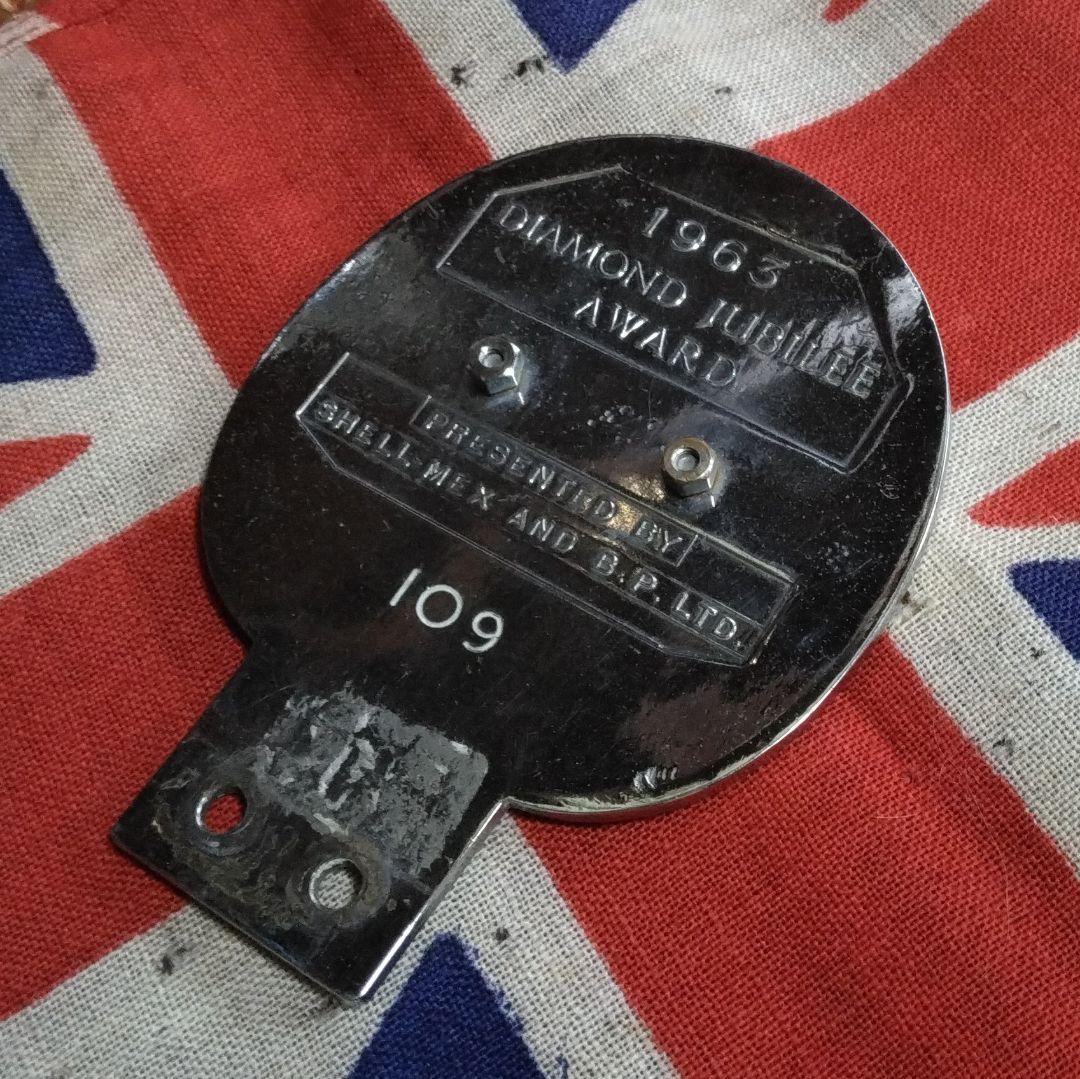 1963
DIAMOND JUBILEE
AWARD
PRESENTED BY
SHELL-MEX AND B.P. LTD.
109